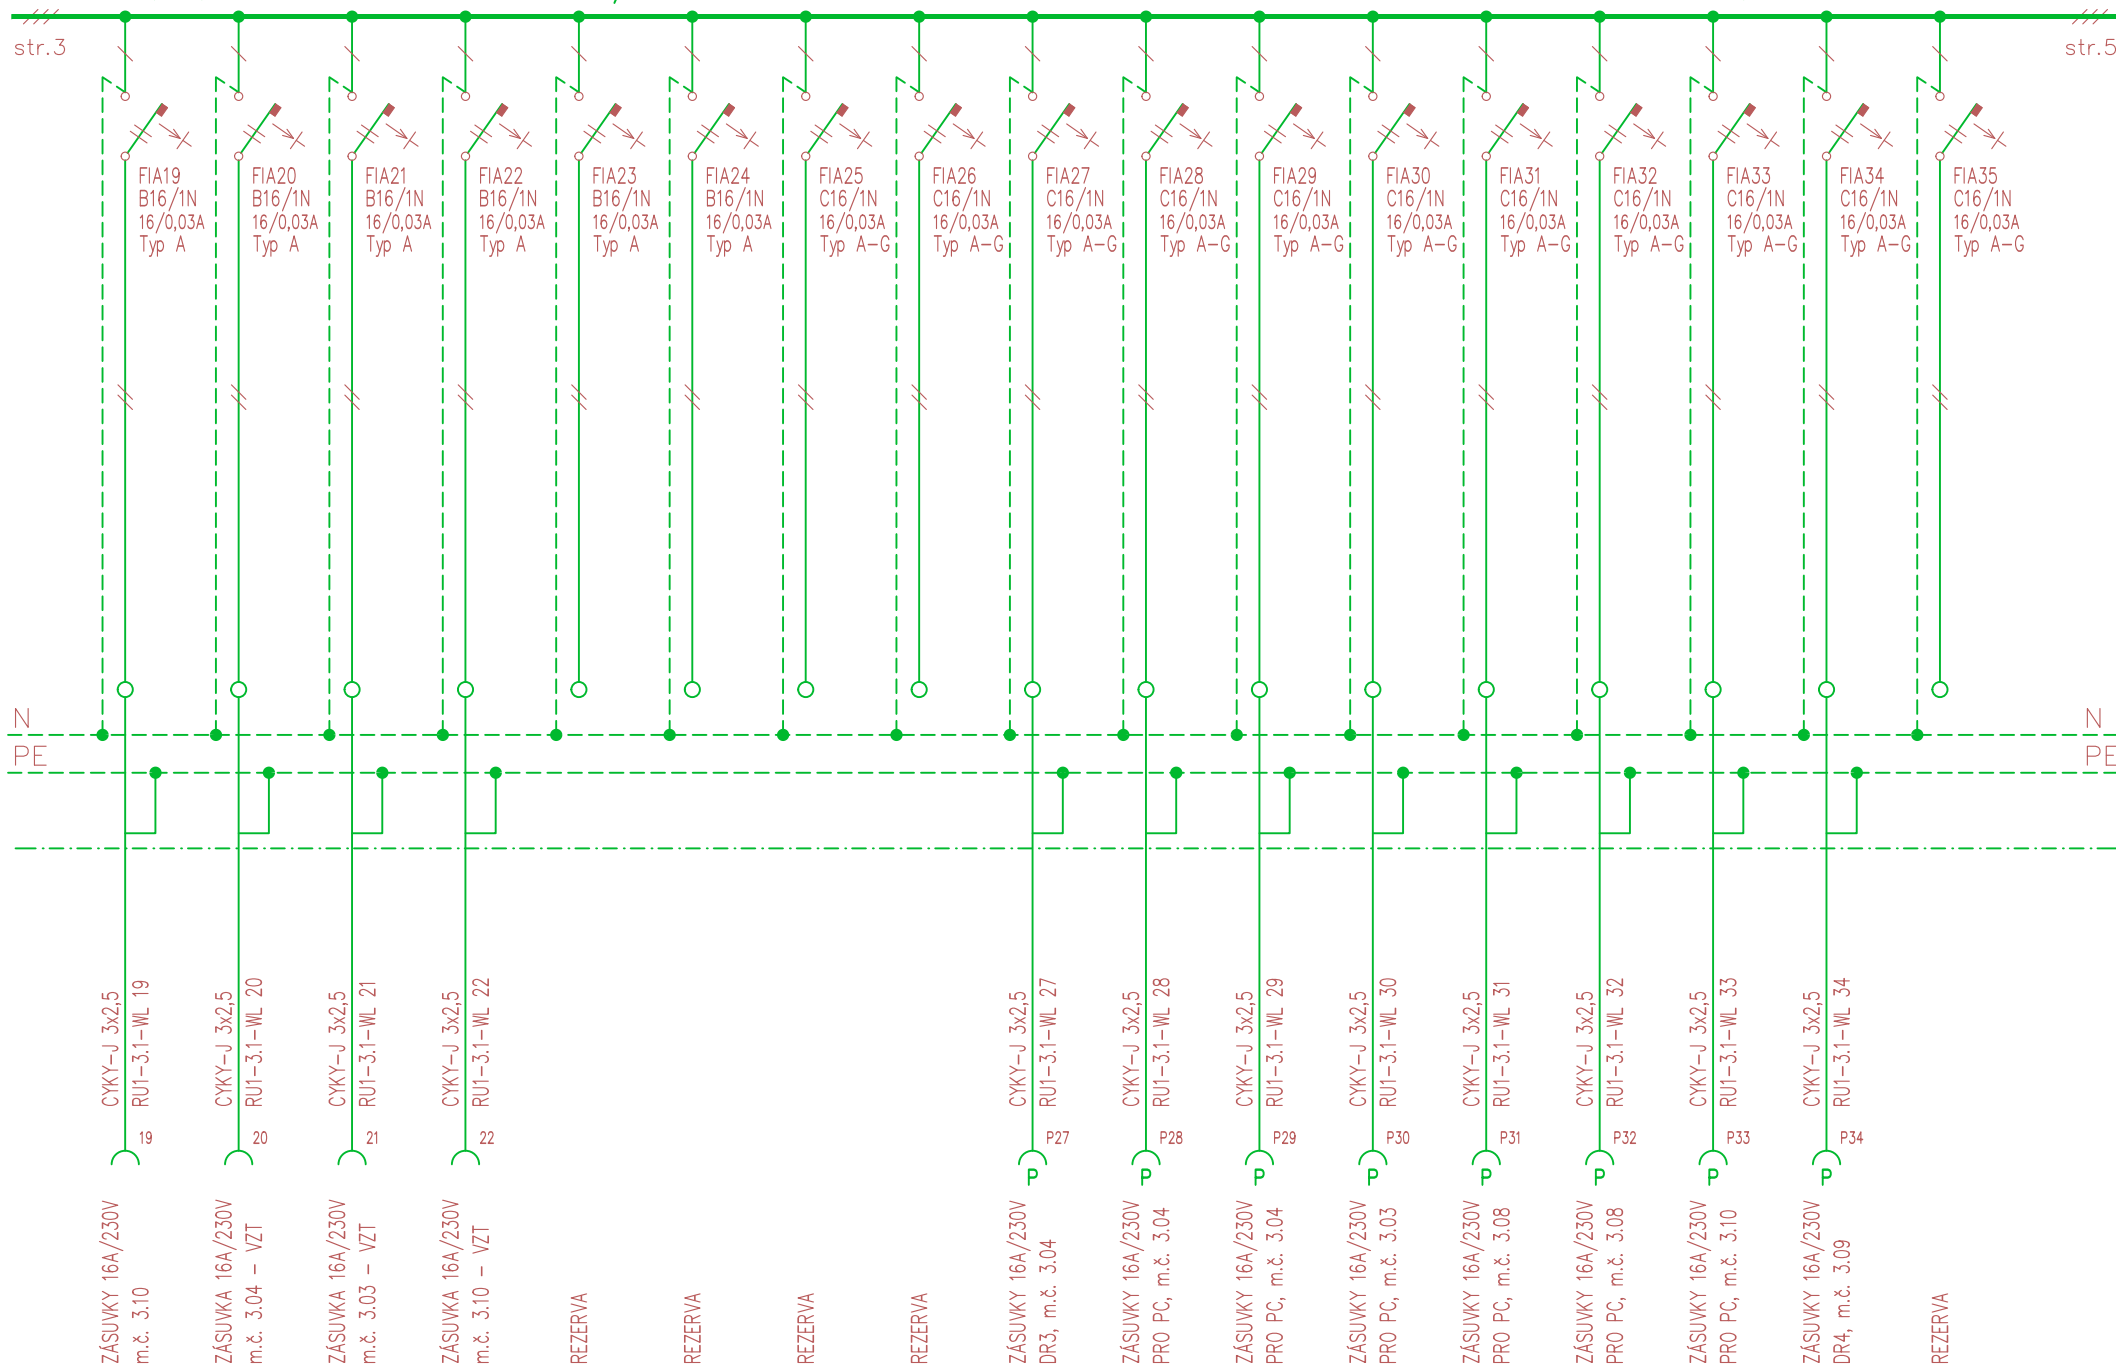 str.3
str.5
FIA19
B16/1N
16/0,03A
Typ A
FIA20
B16/1N
16/0,03A
Typ A
FIA21
B16/1N
16/0,03A
Typ A
FIA22
B16/1N
16/0,03A
Typ A
FIA23
B16/1N
16/0,03A
Typ A
FIA24
B16/1N
16/0,03A
Typ A
FIA25
C16/1N
16/0,03A
Typ A-G
FIA26
C16/1N
16/0,03A
Typ A-G
FIA27
C16/1N
16/0,03A
Typ A-G
FIA28
C16/1N
16/0,03A
Typ A-G
FIA29
C16/1N
16/0,03A
Typ A-G
FIA30
C16/1N
16/0,03A
Typ A-G
FIA31
C16/1N
16/0,03A
Typ A-G
FIA32
C16/1N
16/0,03A
Typ A-G
FIA33
C16/1N
16/0,03A
Typ A-G
FIA34
C16/1N
16/0,03A
Typ A-G
FIA35
C16/1N
16/0,03A
Typ A-G
N
N
PE
PE
CYKY-J 3x2,5
RU1-3.1-WL 19
CYKY-J 3x2,5
RU1-3.1-WL 20
CYKY-J 3x2,5
RU1-3.1-WL 21
CYKY-J 3x2,5
RU1-3.1-WL 22
CYKY-J 3x2,5
RU1-3.1-WL 27
CYKY-J 3x2,5
RU1-3.1-WL 28
CYKY-J 3x2,5
RU1-3.1-WL 29
CYKY-J 3x2,5
RU1-3.1-WL 30
CYKY-J 3x2,5
RU1-3.1-WL 31
CYKY-J 3x2,5
RU1-3.1-WL 32
CYKY-J 3x2,5
RU1-3.1-WL 33
CYKY-J 3x2,5
RU1-3.1-WL 34
19
20
21
22
P27
P28
P29
P30
P31
P32
P33
P34
P
P
P
P
P
P
P
P
ZÁSUVKY 16A/230V
m.č. 3.10
ZÁSUVKA 16A/230V
m.č. 3.04 - VZT
ZÁSUVKA 16A/230V
m.č. 3.03 - VZT
ZÁSUVKA 16A/230V
m.č. 3.10 - VZT
REZERVA
REZERVA
REZERVA
REZERVA
ZÁSUVKY 16A/230V
DR3, m.č. 3.04
ZÁSUVKY 16A/230V
PRO PC, m.č. 3.04
ZÁSUVKY 16A/230V
PRO PC, m.č. 3.04
ZÁSUVKY 16A/230V
PRO PC, m.č. 3.03
ZÁSUVKY 16A/230V
PRO PC, m.č. 3.08
ZÁSUVKY 16A/230V
PRO PC, m.č. 3.08
ZÁSUVKY 16A/230V
PRO PC, m.č. 3.10
ZÁSUVKY 16A/230V
DR4, m.č. 3.09
REZERVA